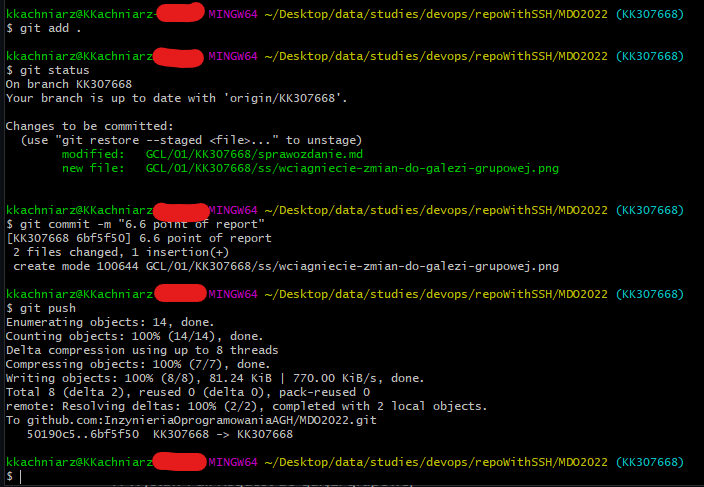 kkachniarz@KKachniarz- MINGW64 ~/Desktop/data/studies/devops/repoWithSSH/MDO2022 (KK307668)
$ git add .
kkachniarz@KKachniarz MINGW64 ~/Desktop/data/studies/devops/repoWithSSH/MDO2022 (KK307668)
$ git status
On branch KK307668
Your branch is up to date with 'origin/KK307668'.
Changes to be committed:
(use "git restore --staged <file>..." to unstage)
modified: GCL/01/KK307668/sprawozdanie.md
new file: GCL/01/KK307668/ss/wciagniecie-zmian-do-galezi-grupowej.png
kkachniarz@KKachniarz MINGW64 ~/Desktop/data/studies/devops/repoWithSSH/MDO2022 (KK307668)
$ git commit -m "6.6 point of report"
[KK307668 6bf5f50] 6.6 point of report
2 files changed, 1 insertion(+)
create mode 100644 GCL/01/KK307668/ss/wciagniecie-zmian-do-galezi-grupowej.png
kkachniarz@KKachniarz MINGW64 ~/Desktop/data/studies/devops/repoWithSSH/MDO2022 (KK307668)
$ git push
Enumerating objects: 14, done.
Counting objects: 100% (14/14), done.
Delta compression using up to 8 threads
Compressing objects: 100% (7/7), done.
Writing objects: 100% (8/8), 81.24 KiB | 770.00 KiB/s, done.
Total 8 (delta 2), reused 0 (delta 0), pack-reused 0
remote: Resolving deltas: 100% (2/2), completed with 2 local objects.
To github.com:InzynieriaOprogramowaniaAGH/MDO2022.git
50190c5..6bf5f50 KK307668 -> KK307668
kkachniarz@KKachniarz MINGW64 ~/Desktop/data/studies/devops/repoWithSSH/MDO2022 (KK307668)
$